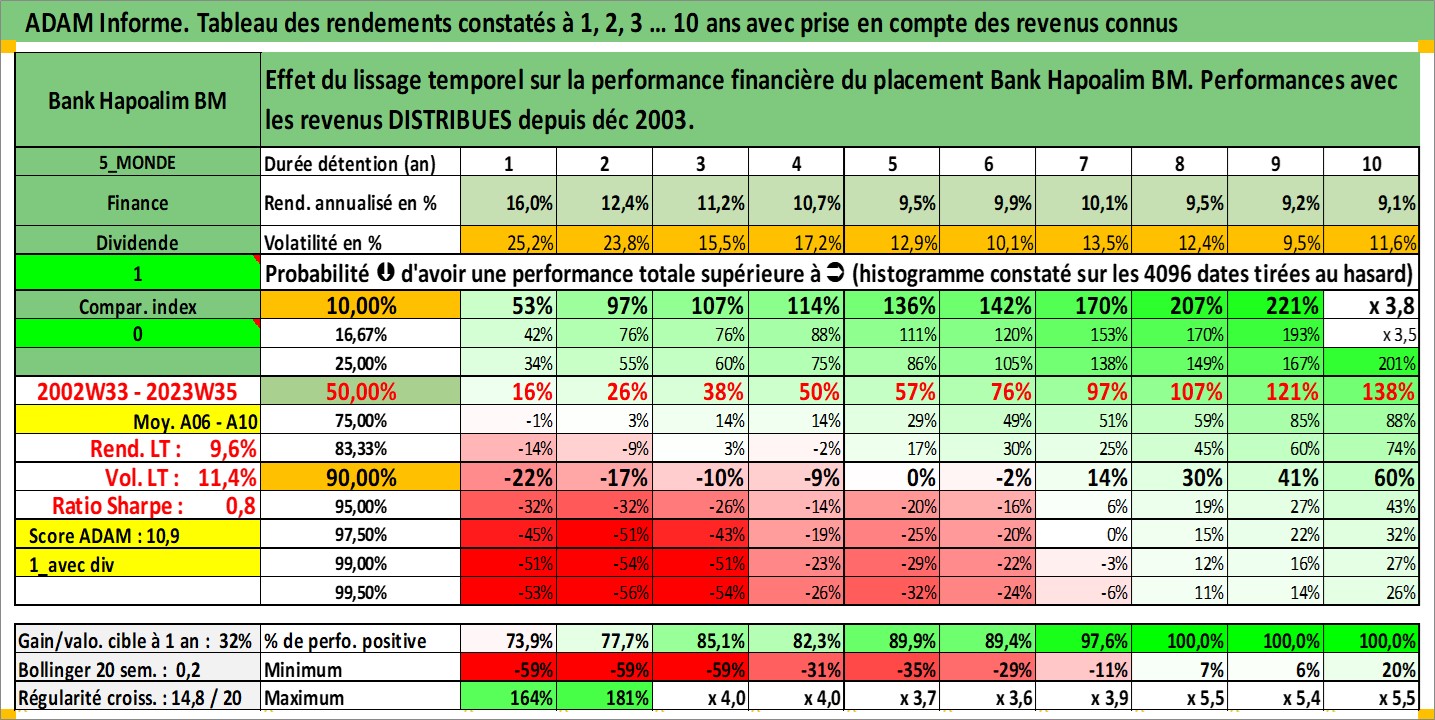 ADAM Informe. Tableau des rendements constatés à 1, 2, 3 ... 10 ans avec prise en compte des revenus connus
Bank Hapoalim BM
Effet du lissage temporel sur la performance financière du placement Bank Hapoalim BM. Performances avec
les revenus DISTRIBUES depuis déc 2003.
5_MONDE Durée détention (an) 1 2 3 4 5 6 7 8 9 10
Finance Rend. annualisé en % 16,0% 12,4% 11,2% 10,7% 9,5% 9,9% 10,1% 9,5% 9,2% 9,1%
Dividende Volatilité en % 25,2% 23,8% 15,5% 17,2% 12,9% 10,1% 13,5% 12,4% 9,5% 11,6%
1 Probabilité d'avoir une performance totale supérieure à (histogramme constaté sur les 4096 dates tirées au hasard)
Compar. index 10,00% 53% 97% 107% 114% 136% 142% 170% 207% 221% x 3,8
0 16,67% 42% 76% 76% 88% 111% 120% 153% 170% 193% x 3,5
25,00% 34% 55% 60% 75% 86% 105% 138% 149% 167% 201%
2002W33 - 2023W35 50,00% 16% 26% 38% 50% 57% 76% 97% 107% 121% 138%
Moy. A06 - A10 75,00% -1% 3% 14% 14% 29% 49% 51% 59% 85% 88%
Rend. LT : 9,6% 83,33% -14% -9% 3% -2% 17% 30% 25% 45% 60% 74%
Vol. LT : 11,4% 90,00% -22% -17% -10% -9% 0% -2% 14% 30% 41% 60%
Ratio Sharpe : 0,8 95,00% -32% -32% -26% -14% -20% -16% 6% 19% 27% 43%
Score ADAM : 10,9 97,50% -45% -51% -43% -19% -25% -20% 0% 15% 22% 32%
1_avec div 99,00% -51% -54% -51% -23% -29% -22% -3% 12% 16% 27%
99,50% -53% -56% -54% -26% -32% -24% -6% 11% 14% 26%
Gain/valo. cible à 1 an : 32% % de perfo. positive 73,9% 77,7% 85,1% 82,3% 89,9% 89,4% 97,6% 100,0% 100,0% 100,0%
Bollinger 20 sem. : 0,2 Minimum -59% -59% -59% -31% -35% -29% -11% 7% 6% 20%
Régularité croiss. : 14,8 / 20 Maximum 164% 181% x 4,0 x 4,0 x 3,7 x 3,6 x 3,9 x 5,5 x 5,4 x 5,5